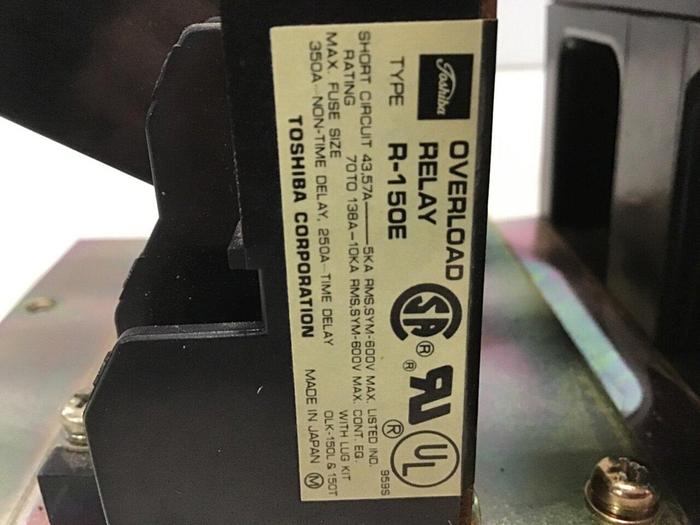 Toshiba
OVERLOAD
RELAY
TYPE R-150E
SHORT CIRCUIT 43,57A——5KA RMS,SYM-600V MAX.
RATING 70TO 138A-10KA RMS,SYM-600V MAX.
MAX. FUSE SIZE
350A-NON-TIME DELAY, 250A-TIME DELAY
TOSHIBA CORPORATION
SA
®
®
UL
®
LISTED IND.
CONT. EQ.
959S
WITH LUG KIT
OLK-150L & 150T
MADE IN JAPAN M